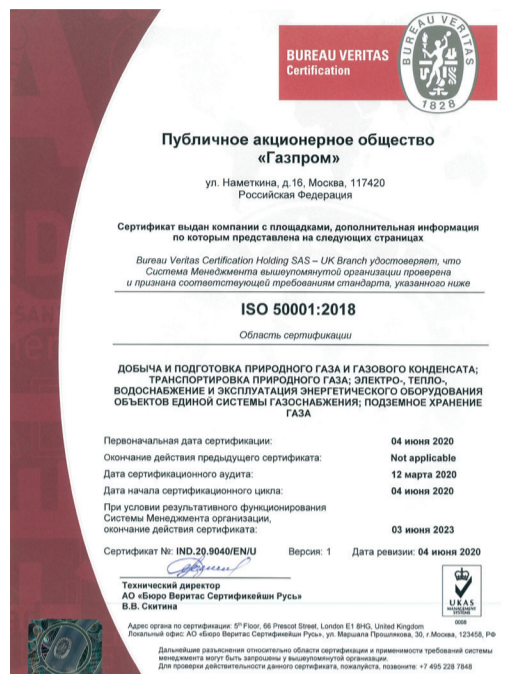 BUREAU VERITAS
Certification
BUREAU VERITAS
1828
Публичное акционерное общество
«Газпром»
ул. Наметкина, д.16, Москва, 117420
Российская Федерация
Сертификат выдан компании с площадками, дополнительная информация
по которым представлена на следующих страницах
Bureau Veritas Certification Holding SAS – UK Branch удостоверяет, что
Система Менеджмента вышеупомянутой организации проверена
и признана соответствующей требованиям стандарта, указанного ниже
ISO 50001:2018
Область сертификации
ДОБЫЧА И ПОДГОТОВКА ПРИРОДНОГО ГАЗА И ГАЗОВОГО КОНДЕНСАТА;
ТРАНСПОРТИРОВКА ПРИРОДНОГО ГАЗА; ЭЛЕКТРО-, ТЕПЛО-,
ВОДОСНАБЖЕНИЕ И ЭКСПЛУАТАЦИЯ ЭНЕРГЕТИЧЕСКОГО ОБОРУДОВАНИЯ
ОБЪЕКТОВ ЕДИНОЙ СИСТЕМЫ ГАЗОСНАБЖЕНИЯ; ПОДЗЕМНОЕ ХРАНЕНИЕ
ГАЗА
Первоначальная дата сертификации: 04 июня 2020
Окончание действия предыдущего сертификата: Not applicable
Дата сертификационного аудита: 12 марта 2020
Дата начала сертификационного цикла: 04 июня 2020
При условии результативного функционирования
Системы Менеджмента организации,
окончание действия сертификата: 03 июня 2023
Сертификат №: IND.20.9040/EN/U Версия: 1 Дата ревизии: 04 июня 2020
Технический директор
АО «Бюро Веритас Сертификейшн Русь»
В.В. Скитина
UKAS
MANAGEMENT
SYSTEMS
0008
Адрес органа по сертификации: 5th Floor, 66 Prescot Street, London E1 8HG, United Kingdom
Локальный офис: АО «Бюро Веритас Сертификейшн Русь», ул. Маршала Прошлякова, 30, г.Москва, 123458, РФ
Дальнейшие разъяснения относительно области сертификации и применимости требований системы
менеджмента могут быть запрошены у вышеупомянутой организации.
Для проверки действительности данного сертификата, пожалуйста, позвоните: +7 495 228 7848